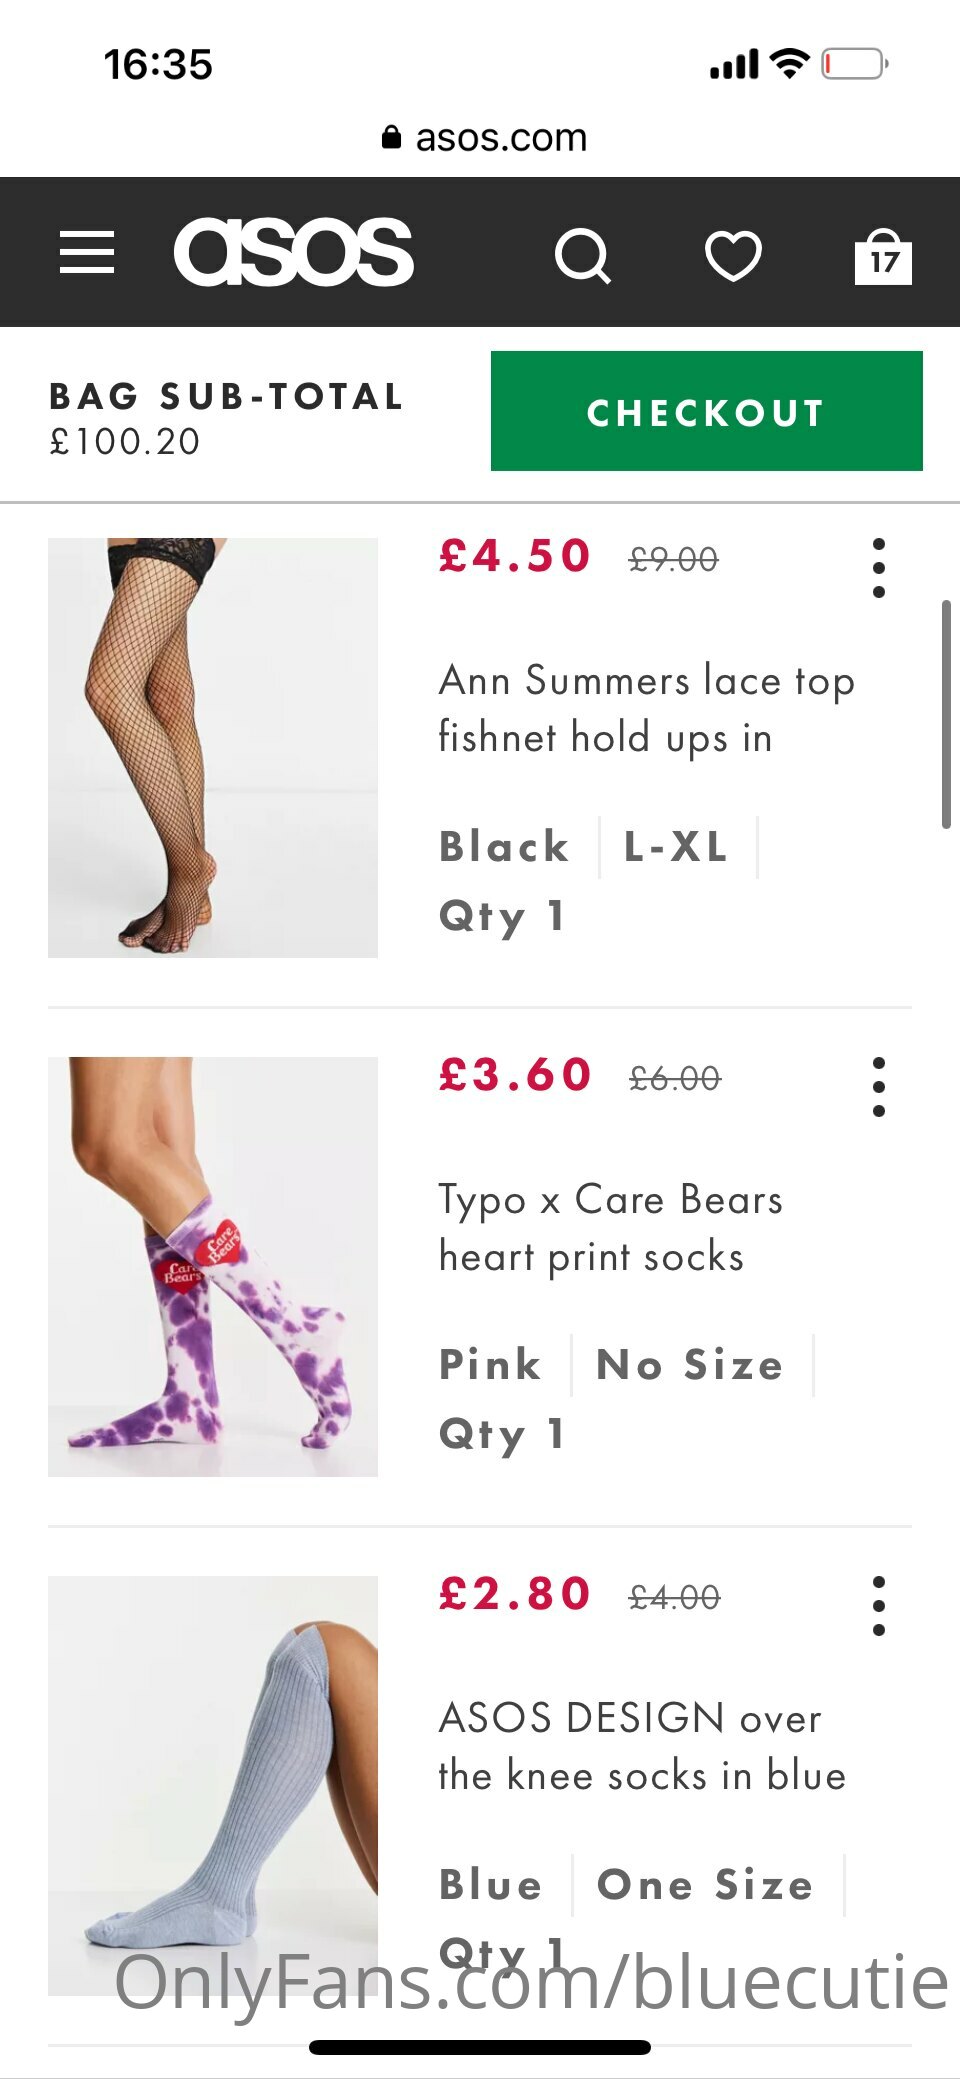 16:35
asos.com
asos
17
BAG SUB-TOTAL
£100.20
CHECKOUT
£4.50 £9.00
Ann Summers lace top
fishnet hold ups in
Black L-XL
Qty 1
£3.60 £6.00
Typo x Care Bears
heart print socks
Care
Bears
Care
Bears
Pink No Size
Qty 1
£2.80 £4.00
ASOS DESIGN over
the knee socks in blue
Blue One Size
Qty 1
OnlyFans.com/bluecutie